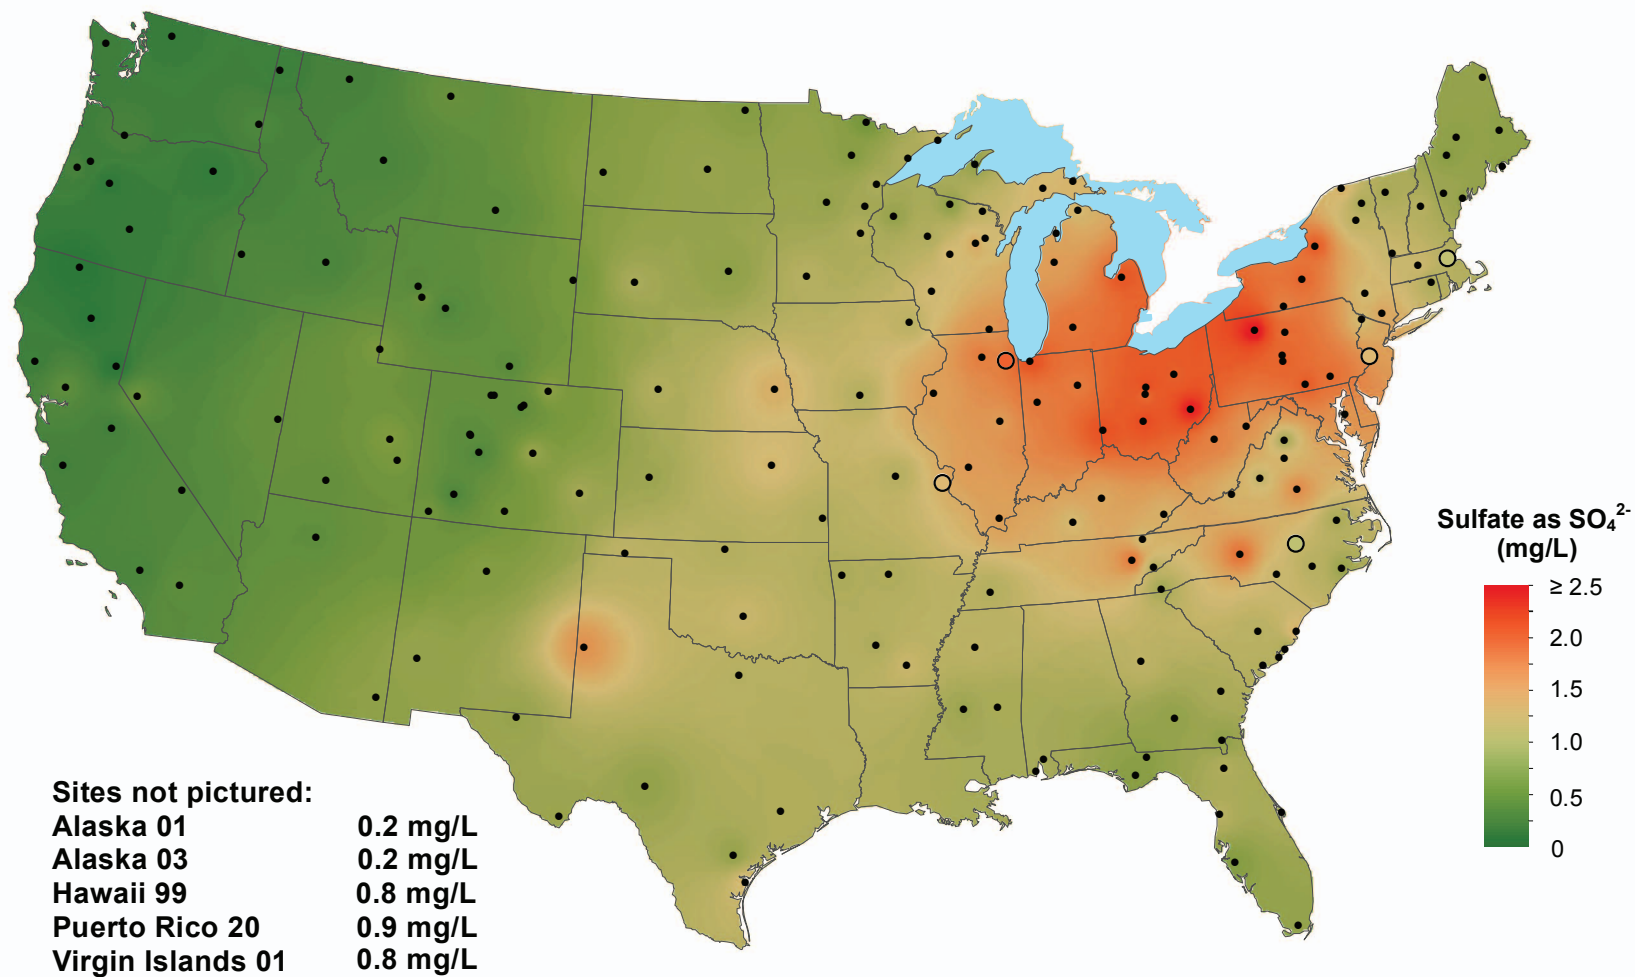 Sulfate as SO₄²⁻
(mg/L)
≥ 2.5
2.0
1.5
1.0
0.5
0
Sites not pictured:
Alaska 01 0.2 mg/L
Alaska 03 0.2 mg/L
Hawaii 99 0.8 mg/L
Puerto Rico 20 0.9 mg/L
Virgin Islands 01 0.8 mg/L